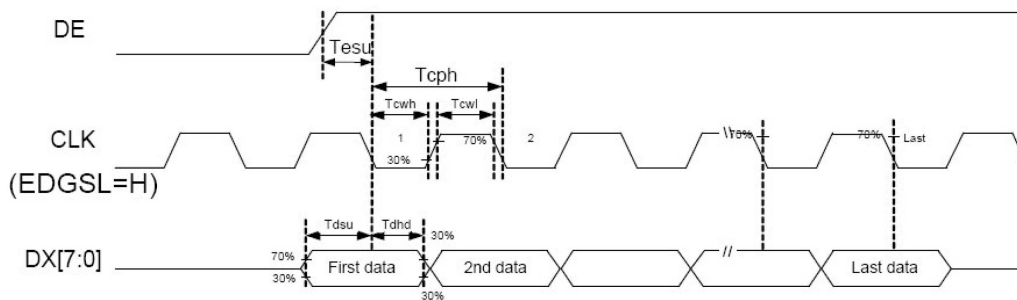 DE
Tesu
Tcph
Tcwh
Tcwl
CLK
1
70%
2
\\
70%
70%
Last
30%
(EDGSL=H)
Tdsu
Tdhd
30%
DX[7:0]
70%
First data
2nd data
//
Last data
30%
30%